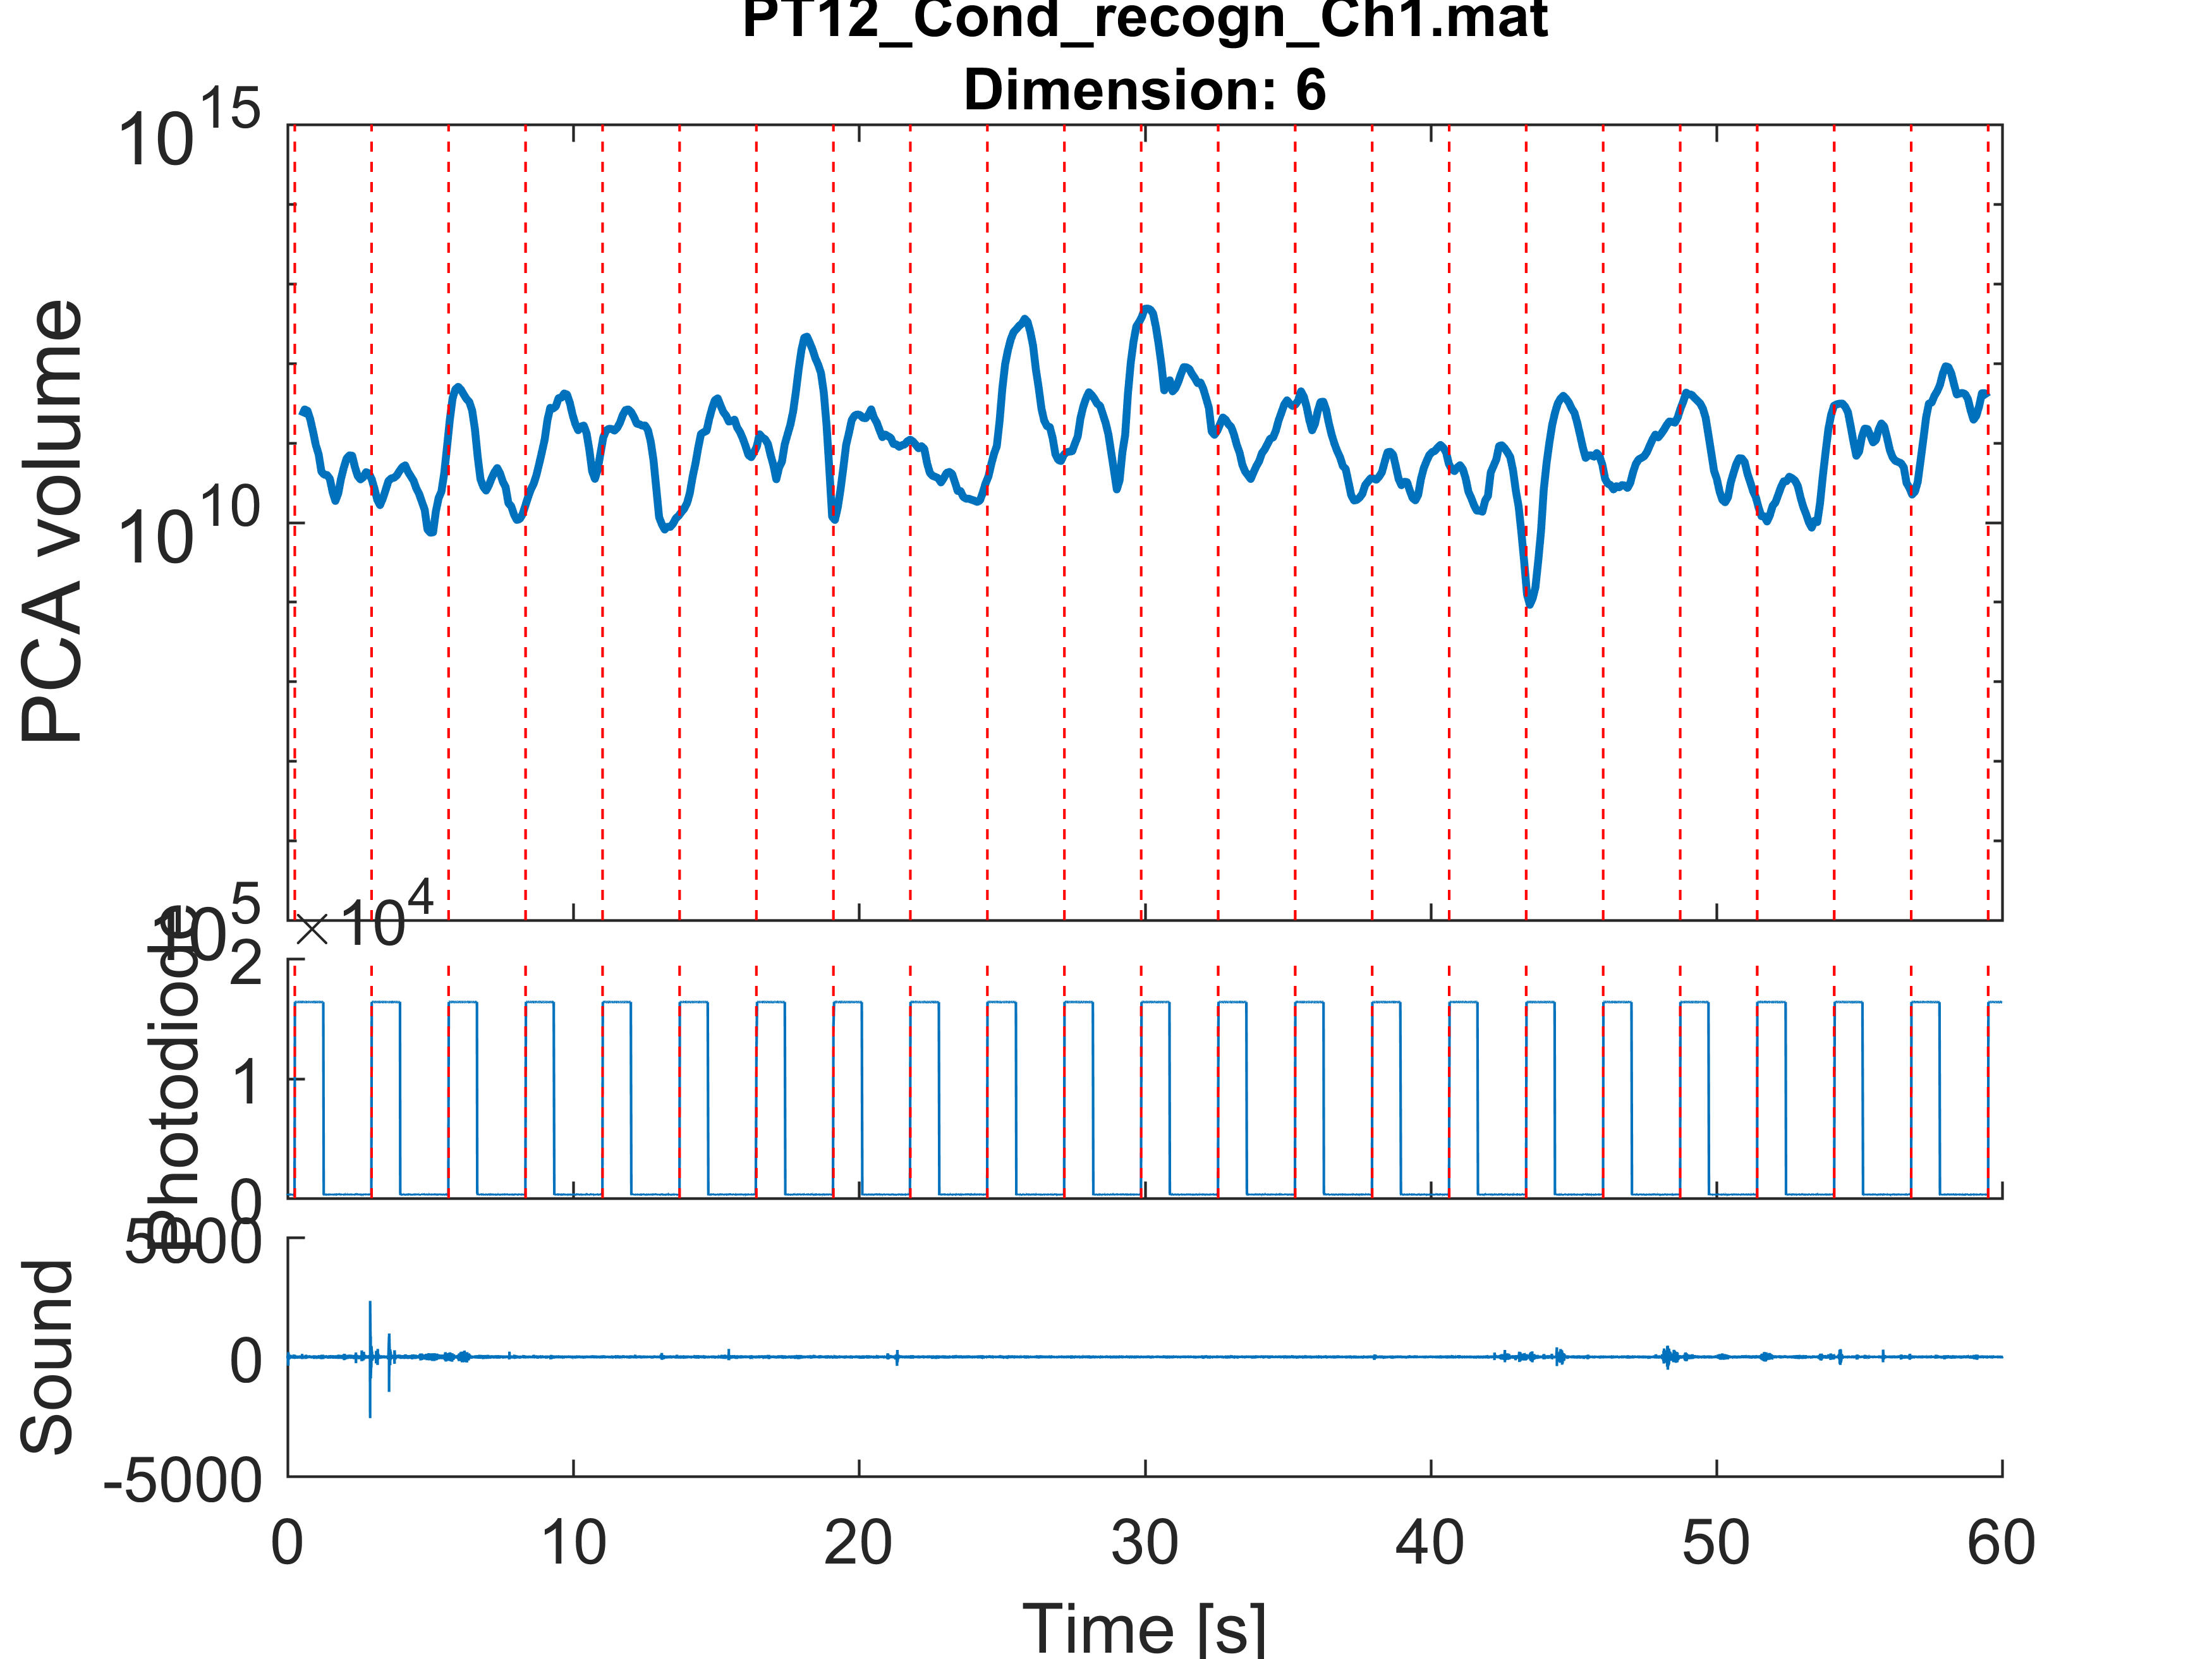 PT12_Cond_recogn_Ch1.mat
Dimension: 6
10^15
10^10
10^5
PCA volume
×10^4
2
1
0
Photodiode
5000
0
-5000
Sound
0 10 20 30 40 50 60
Time [s]